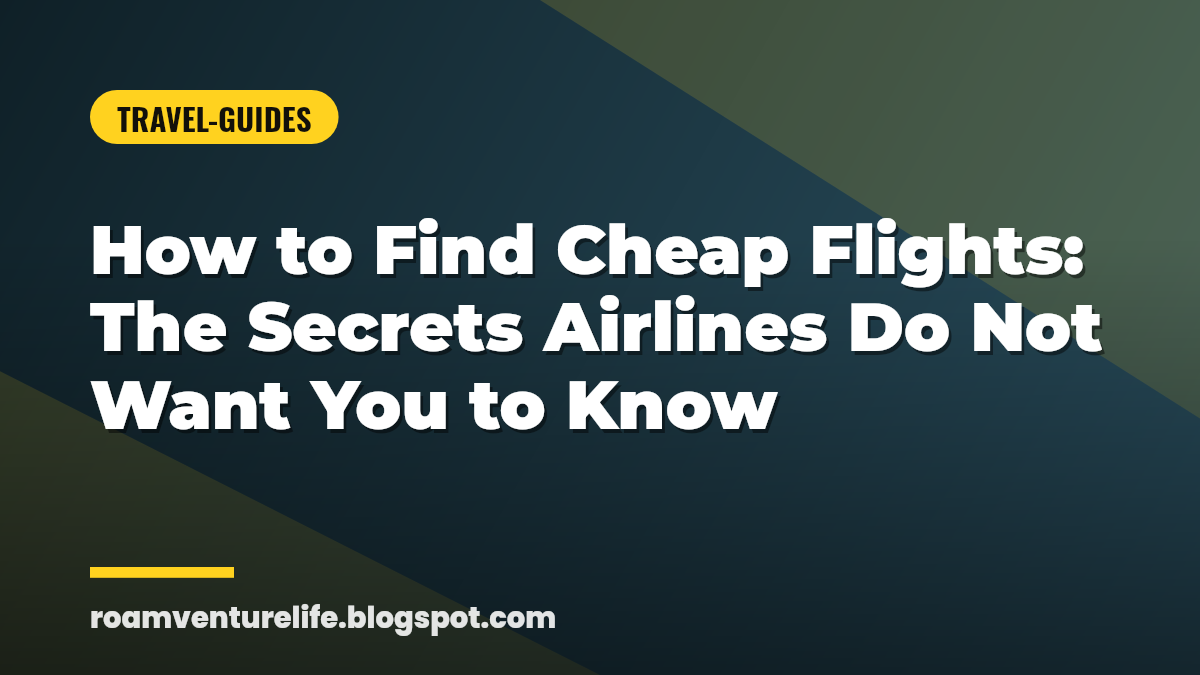 TRAVEL-GUIDES
How to Find Cheap Flights:
The Secrets Airlines Do Not
Want You to Know
roamventurelife.blogspot.com